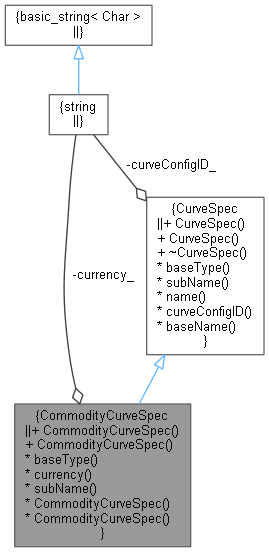 {basic_string< Char >
||}
{string
||}
-curveConfigID_
{CurveSpec
||+ CurveSpec()
+ CurveSpec()
+ ~CurveSpec()
* baseType()
* subName()
* name()
* curveConfigID()
* baseName()
}
-currency_
{CommodityCurveSpec
||+ CommodityCurveSpec()
+ CommodityCurveSpec()
* baseType()
* currency()
* subName()
* CommodityCurveSpec()
* CommodityCurveSpec()
}